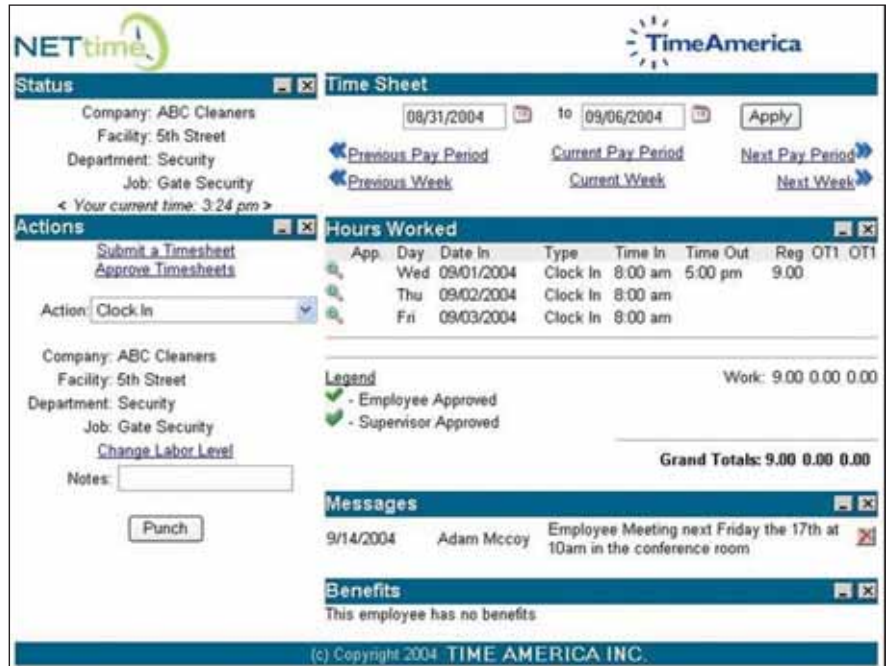 NETtime
TimeAmerica
Status
Company: ABC Cleaners
Facility: 5th Street
Department: Security
Job: Gate Security
< Your current time: 3:24 pm >
Actions
Submit a Timesheet
Approve Timesheets
Action: Clock In
Company: ABC Cleaners
Facility: 5th Street
Department: Security
Job: Gate Security
Change Labor Level
Notes:
Punch
Time Sheet
08/31/2004 to 09/06/2004 Apply
Previous Pay Period Current Pay Period Next Pay Period
Previous Week Current Week Next Week
Hours Worked
App. Day Date In Type Time In Time Out Reg OT1 OT1
Wed 09/01/2004 Clock In 8:00 am 5:00 pm 9.00
Thu 09/02/2004 Clock In 8:00 am
Fri 09/03/2004 Clock In 8:00 am
Legend
- Employee Approved
- Supervisor Approved
Work: 9.00 0.00 0.00
Grand Totals: 9.00 0.00 0.00
Messages
9/14/2004 Adam Mccoy Employee Meeting next Friday the 17th at
10am in the conference room
Benefits
This employee has no benefits
(c) Copyright 2004 TIME AMERICA INC.